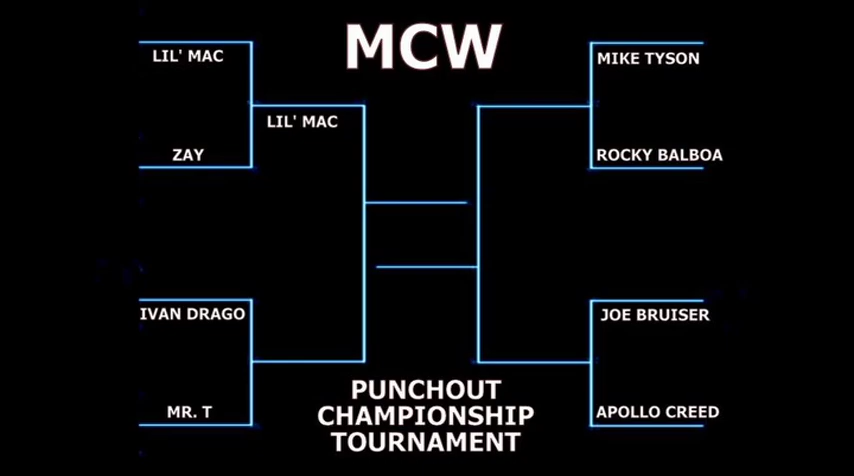 MCW
LIL' MAC
ZAY
LIL' MAC
IVAN DRAGO
MR. T
MIKE TYSON
ROCKY BALBOA
JOE BRUISER
APOLLO CREED
PUNCHOUT
CHAMPIONSHIP
TOURNAMENT